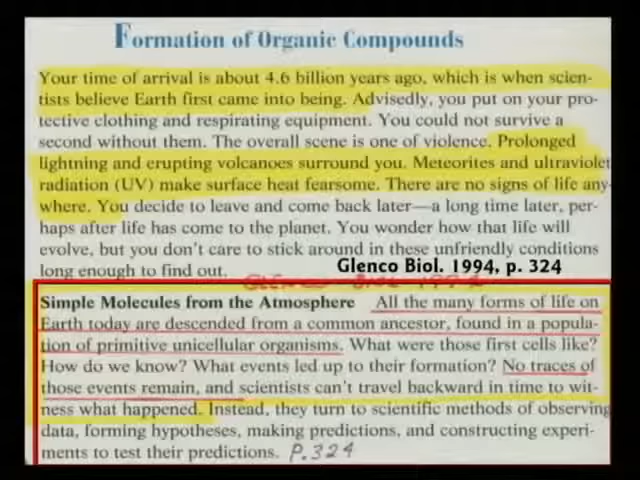 Formation of Organic Compounds
Your time of arrival is about 4.6 billion years ago, which is when scien-
tists believe Earth first came into being. Advisedly, you put on your pro-
tective clothing and respirating equipment. You could not survive a
second without them. The overall scene is one of violence. Prolonged
lightning and erupting volcanoes surround you. Meteorites and ultraviolet
radiation (UV) make surface heat fearsome. There are no signs of life any-
where. You decide to leave and come back later—a long time later, per-
haps after life has come to the planet. You wonder how that life will
evolve, but you don't care to stick around in these unfriendly conditions
long enough to find out.
Glenco Biol. 1994, p. 324
Simple Molecules from the Atmosphere All the many forms of life on
Earth today are descended from a common ancestor, found in a popula-
tion of primitive unicellular organisms. What were those first cells like?
How do we know? What events led up to their formation? No traces of
those events remain, and scientists can't travel backward in time to wit-
ness what happened. Instead, they turn to scientific methods of observing
data, forming hypotheses, making predictions, and constructing experi-
ments to test their predictions. P.324